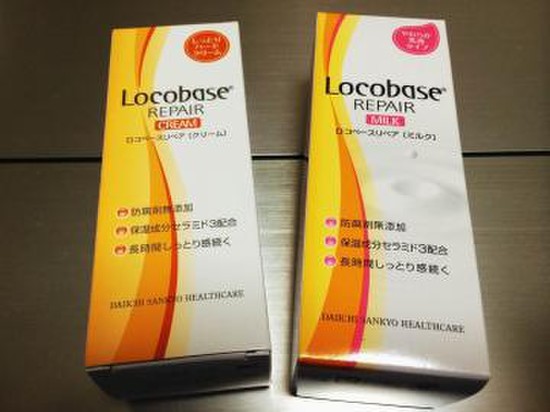 しっとり
ハード
クリーム
Locobase®
REPAIR
CREAM
ロコベースリペア [クリーム]
防腐剤無添加
保湿成分セラミド3配合
長時間しっとり感続く
DAIICHI SANKYO HEALTHCARE
やわらか
乳液
タイプ
Locobase®
REPAIR
MILK
ロコベースリペア [ミルク]
防腐剤無添加
保湿成分セラミド3配合
長時間しっとり感続く
DAIICHI SANKYO HEALTHCARE